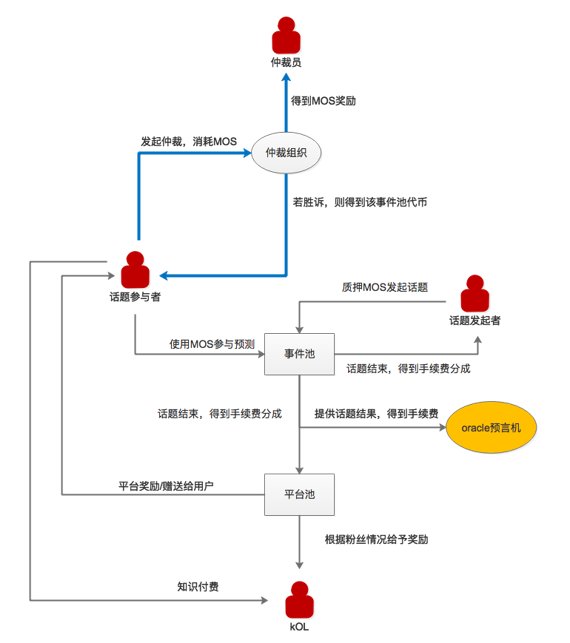 仲裁员
得到MOS奖励
发起仲裁，消耗MOS
仲裁组织
若胜诉，则得到该事件池代币
话题参与者
质押MOS发起话题
话题发起者
使用MOS参与预测
事件池
话题结束，得到手续费分成
话题结束，得到手续费分成
提供话题结果，得到手续费
oracle预言机
平台奖励/赠送给用户
平台池
根据粉丝情况给予奖励
知识付费
kOL